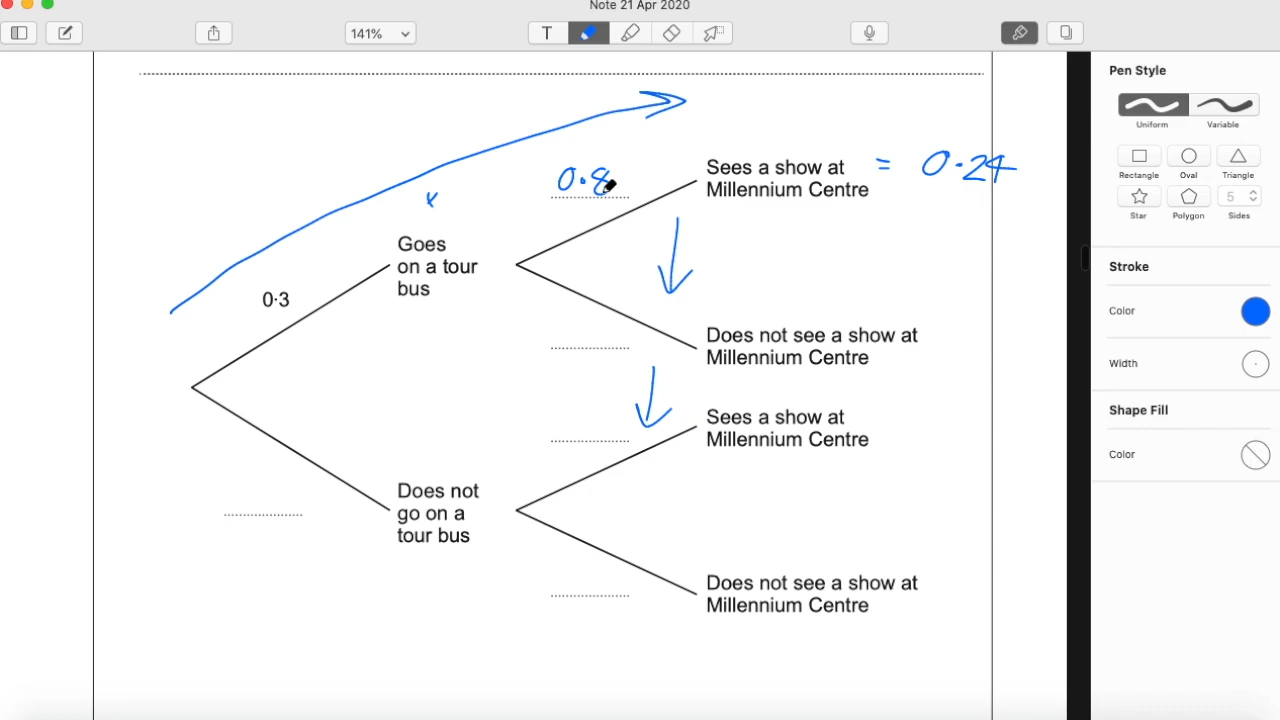 Note 21 Apr 2020
141%
T
Pen Style
Uniform
Variable
Rectangle
Oval
Triangle
Star
Polygon
5
Sides
Stroke
Color
Width
Shape Fill
Color
0.8
Sees a show at
Millennium Centre
= 0.24
x
Goes
on a tour
bus
0·3
Does not see a show at
Millennium Centre
Sees a show at
Millennium Centre
Does not
go on a
tour bus
Does not see a show at
Millennium Centre